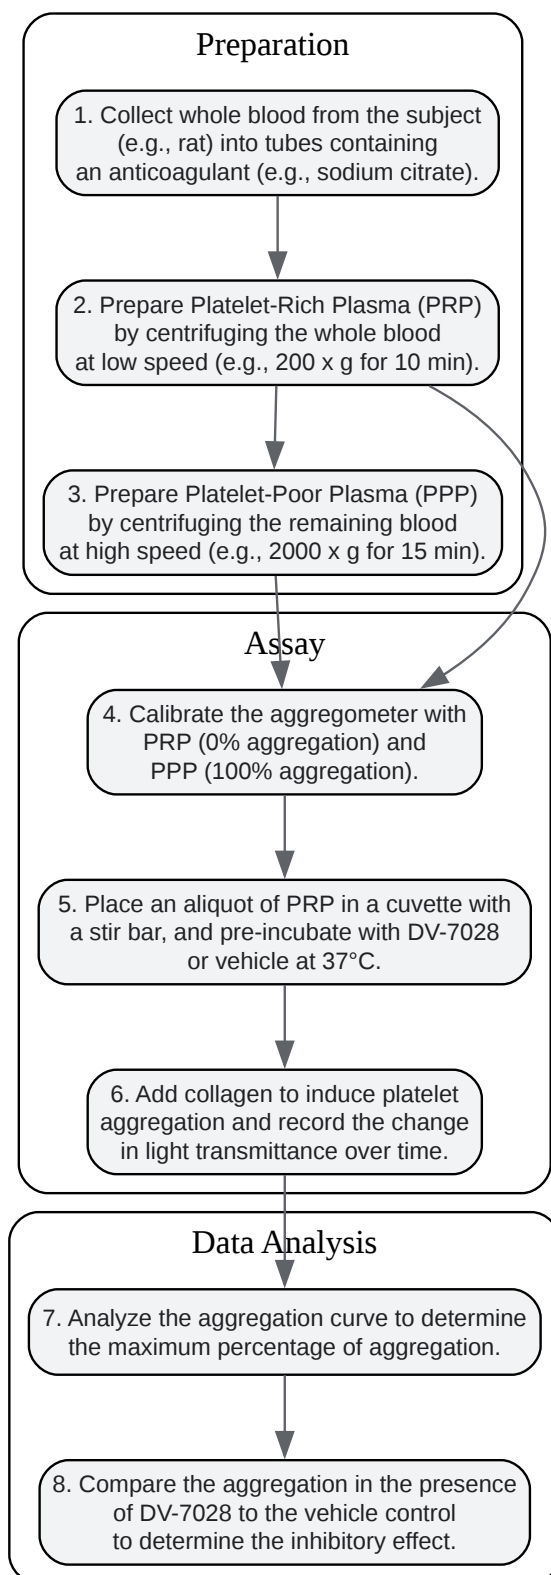 Preparation
1. Collect whole blood from the subject
(e.g., rat) into tubes containing
an anticoagulant (e.g., sodium citrate).
2. Prepare Platelet-Rich Plasma (PRP)
by centrifuging the whole blood
at low speed (e.g., 200 x g for 10 min).
3. Prepare Platelet-Poor Plasma (PPP)
by centrifuging the remaining blood
at high speed (e.g., 2000 x g for 15 min).
Assay
4. Calibrate the aggregometer with
PRP (0% aggregation) and
PPP (100% aggregation).
5. Place an aliquot of PRP in a cuvette with
a stir bar, and pre-incubate with DV-7028
or vehicle at 37°C.
6. Add collagen to induce platelet
aggregation and record the change
in light transmittance over time.
Data Analysis
7. Analyze the aggregation curve to determine
the maximum percentage of aggregation.
8. Compare the aggregation in the presence
of DV-7028 to the vehicle control
to determine the inhibitory effect.